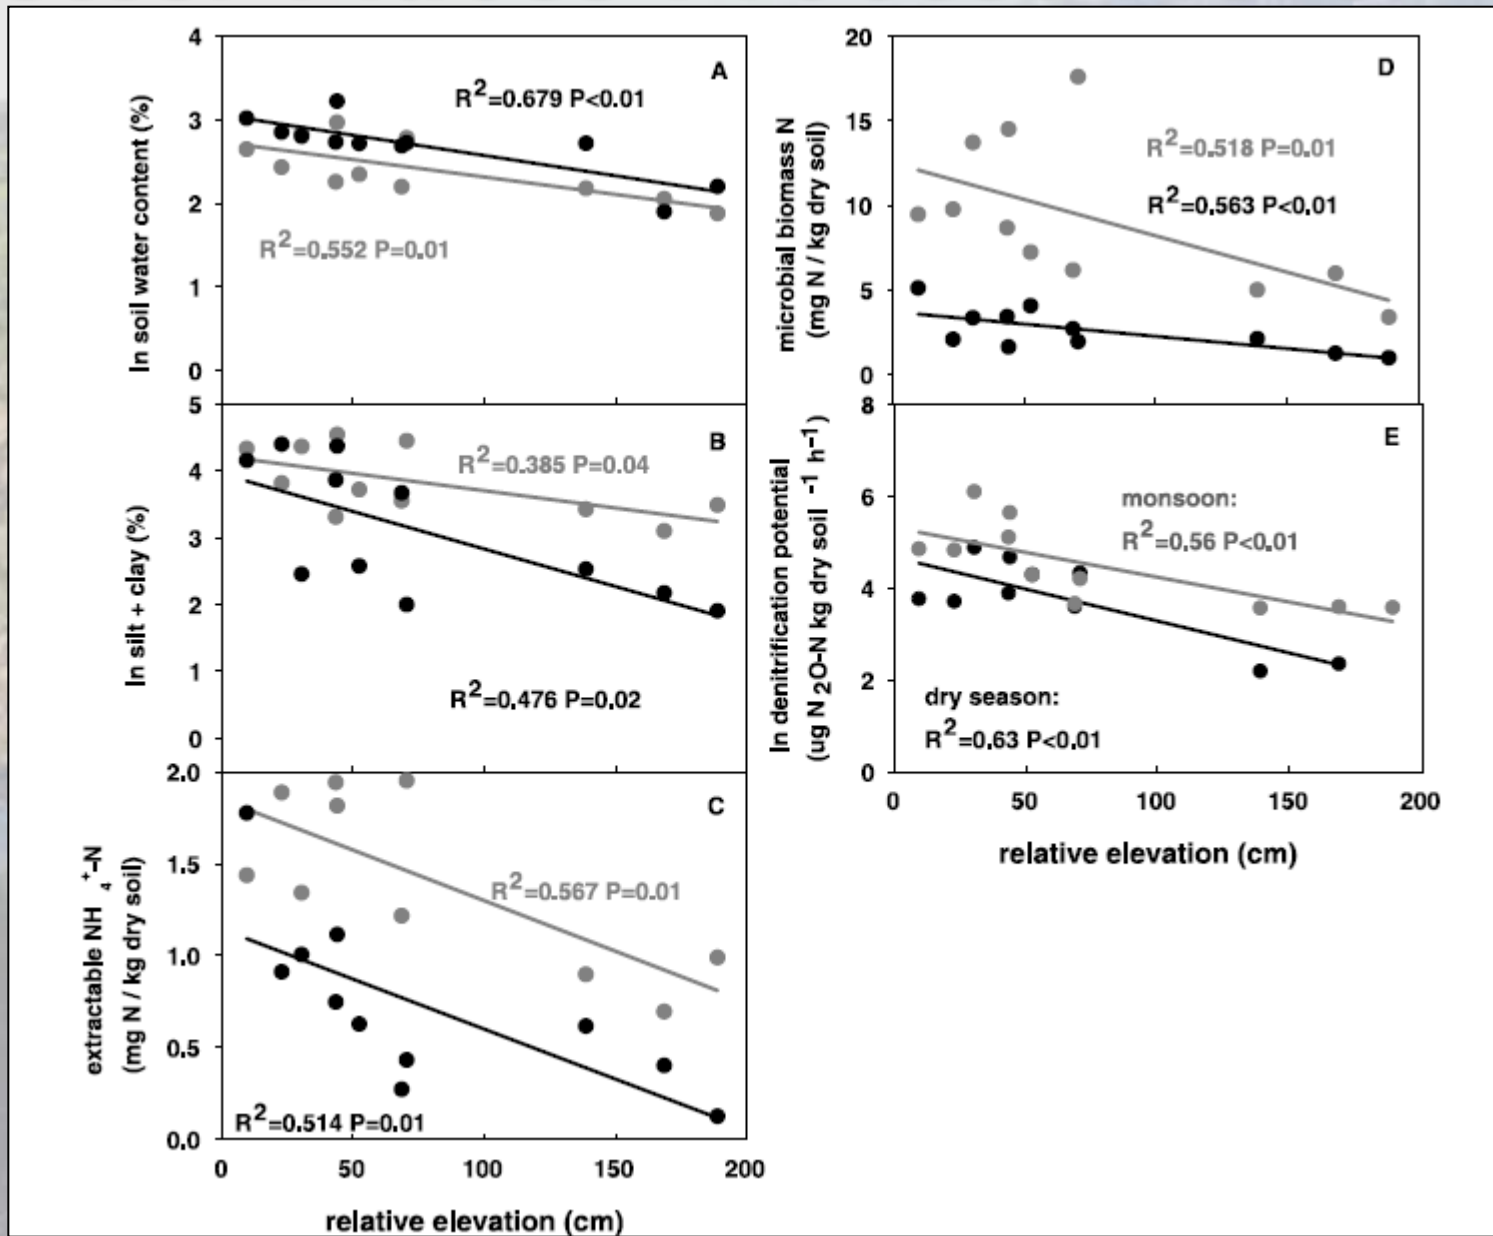 A
ln soil water content (%)
4
3
2
1
0
R2=0.679 P<0.01
R2=0.552 P=0.01
B
ln silt + clay (%)
5
4
3
2
1
0
R2=0.385 P=0.04
R2=0.476 P=0.02
C
extractable NH4+-N
(mg N / kg dry soil)
2.0
1.5
1.0
0.5
0.0
R2=0.567 P=0.01
R2=0.514 P=0.01
0 50 100 150 200
relative elevation (cm)
D
microbial biomass N
(mg N / kg dry soil)
20
15
10
5
0
R2=0.518 P=0.01
R2=0.563 P<0.01
E
ln denitrification potential
(ug N2O-N kg dry soil -1 h-1)
8
6
4
2
0
monsoon:
R2=0.56 P<0.01
dry season:
R2=0.63 P<0.01
0 50 100 150 200
relative elevation (cm)